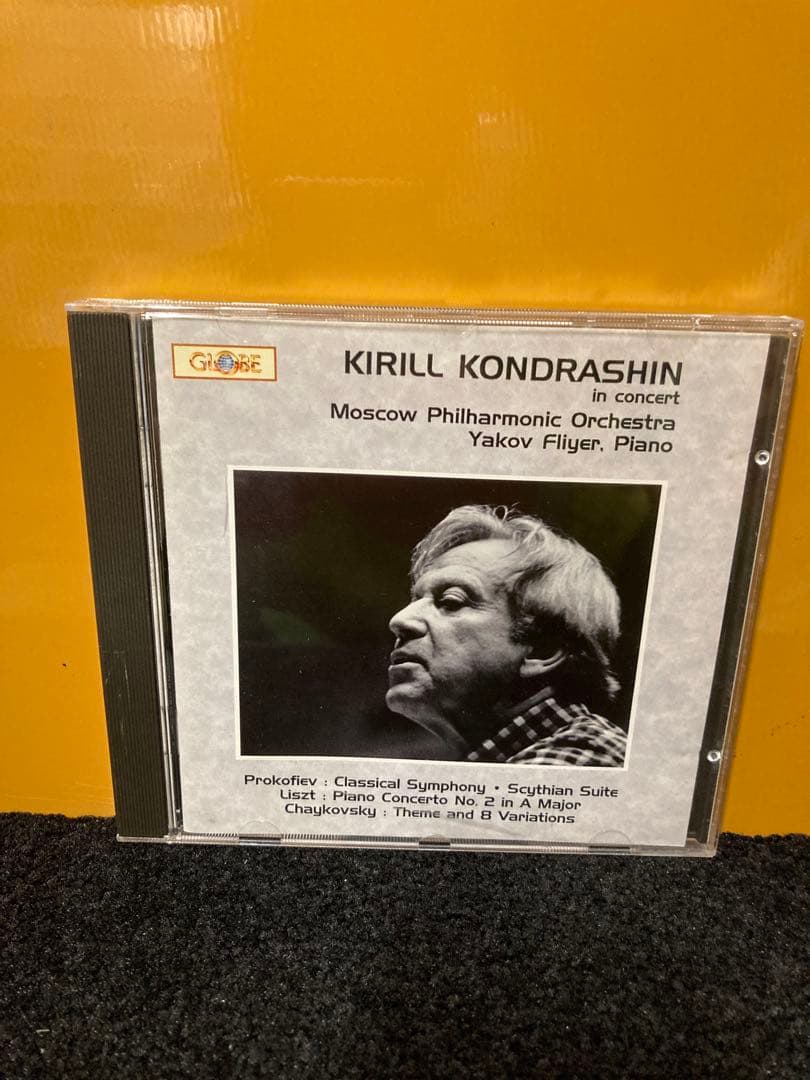 GLOBE
KIRILL KONDRASHIN
in concert
Moscow Philharmonic Orchestra
Yakov Fliyer, Piano
Prokofiev : Classical Symphony • Scythian Suite
Liszt : Piano Concerto No. 2 in A Major
Chaykovsky : Theme and 8 Variations